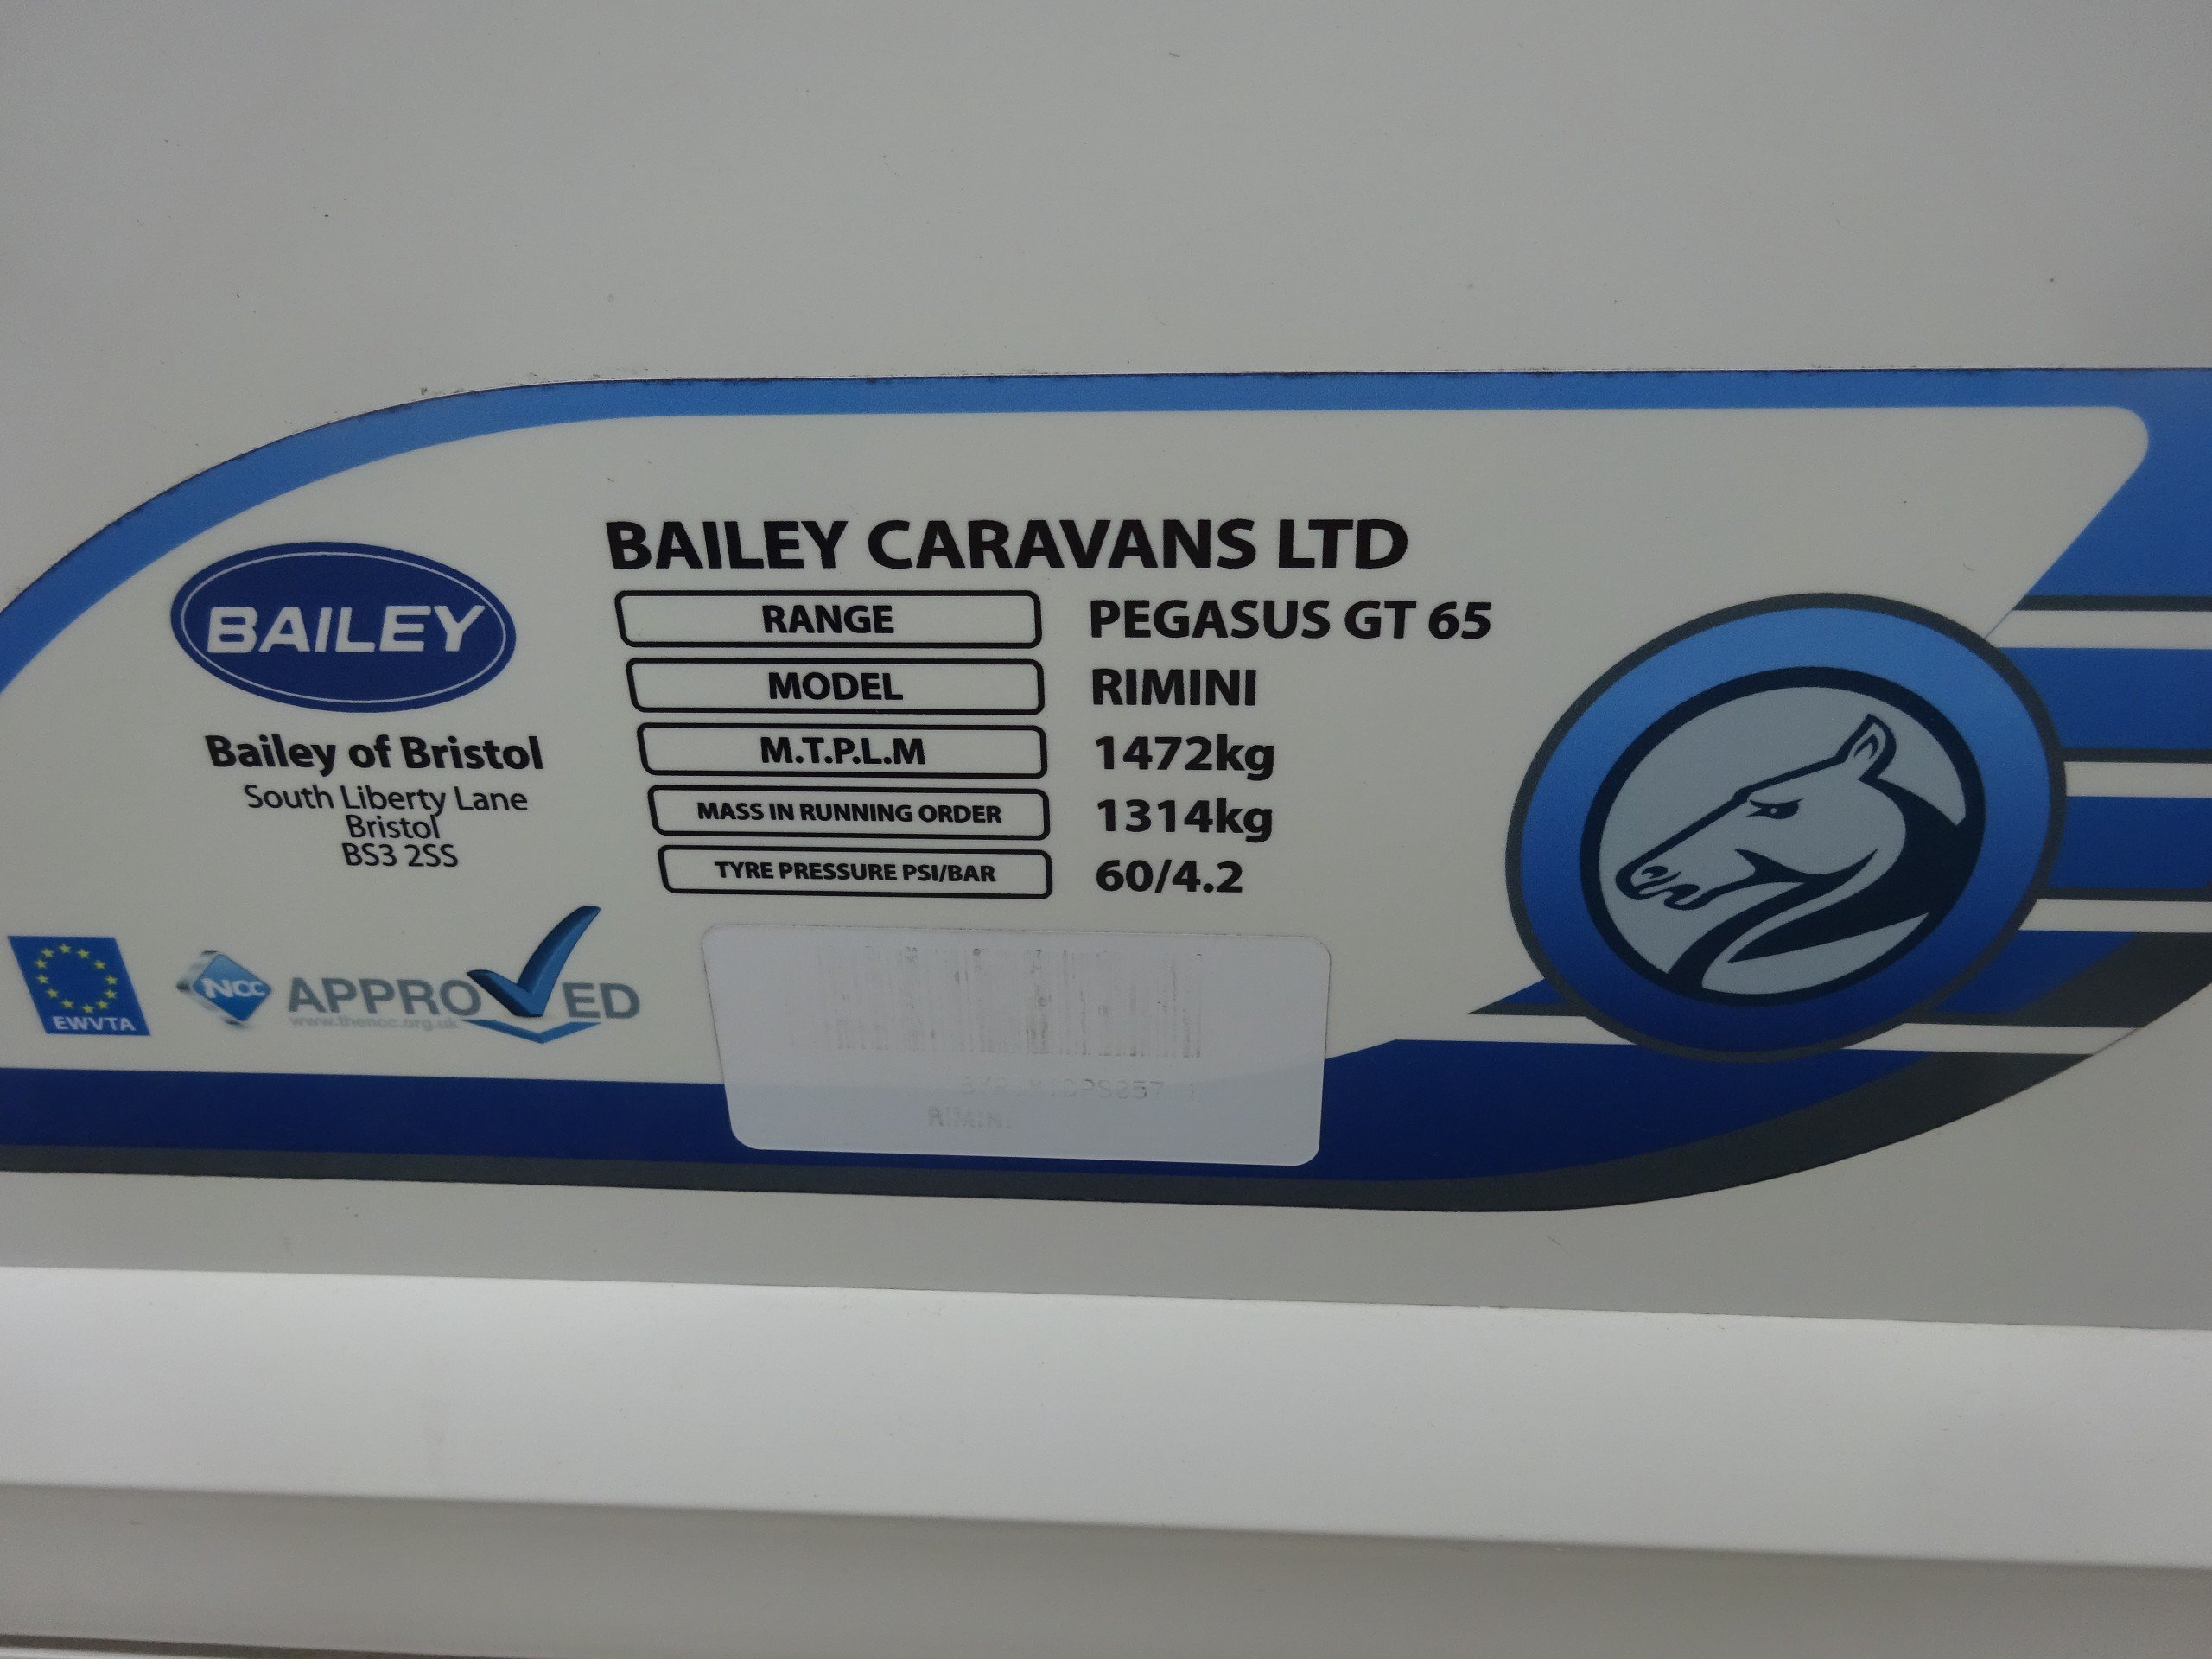 BAILEY CARAVANS LTD
BAILEY
Bailey of Bristol
South Liberty Lane
Bristol
BS3 2SS
RANGE PEGASUS GT 65
MODEL RIMINI
M.T.P.L.M 1472kg
MASS IN RUNNING ORDER 1314kg
TYRE PRESSURE PSI/BAR 60/4.2
EWVTA
NCC APPROVED
www.thencc.org.uk
RIMINI